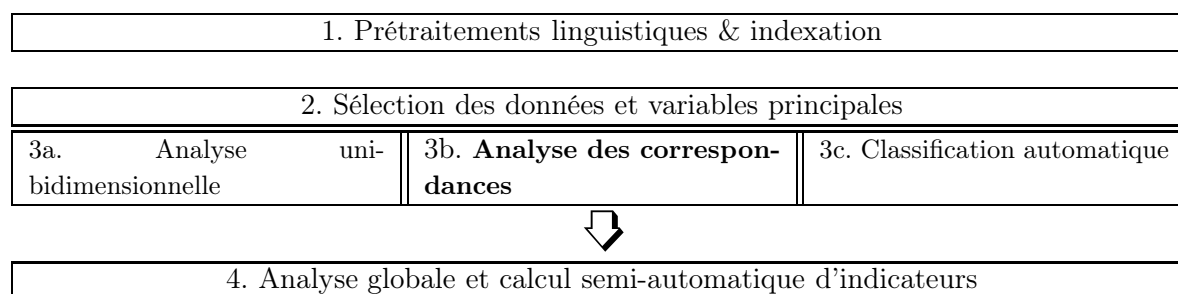 1. Prétraitements linguistiques & indexation
2. Sélection des données et variables principales
3a. Analyse uni-
bidimensionnelle
3b. Analyse des correspon-
dances
3c. Classification automatique
4. Analyse globale et calcul semi-automatique d'indicateurs